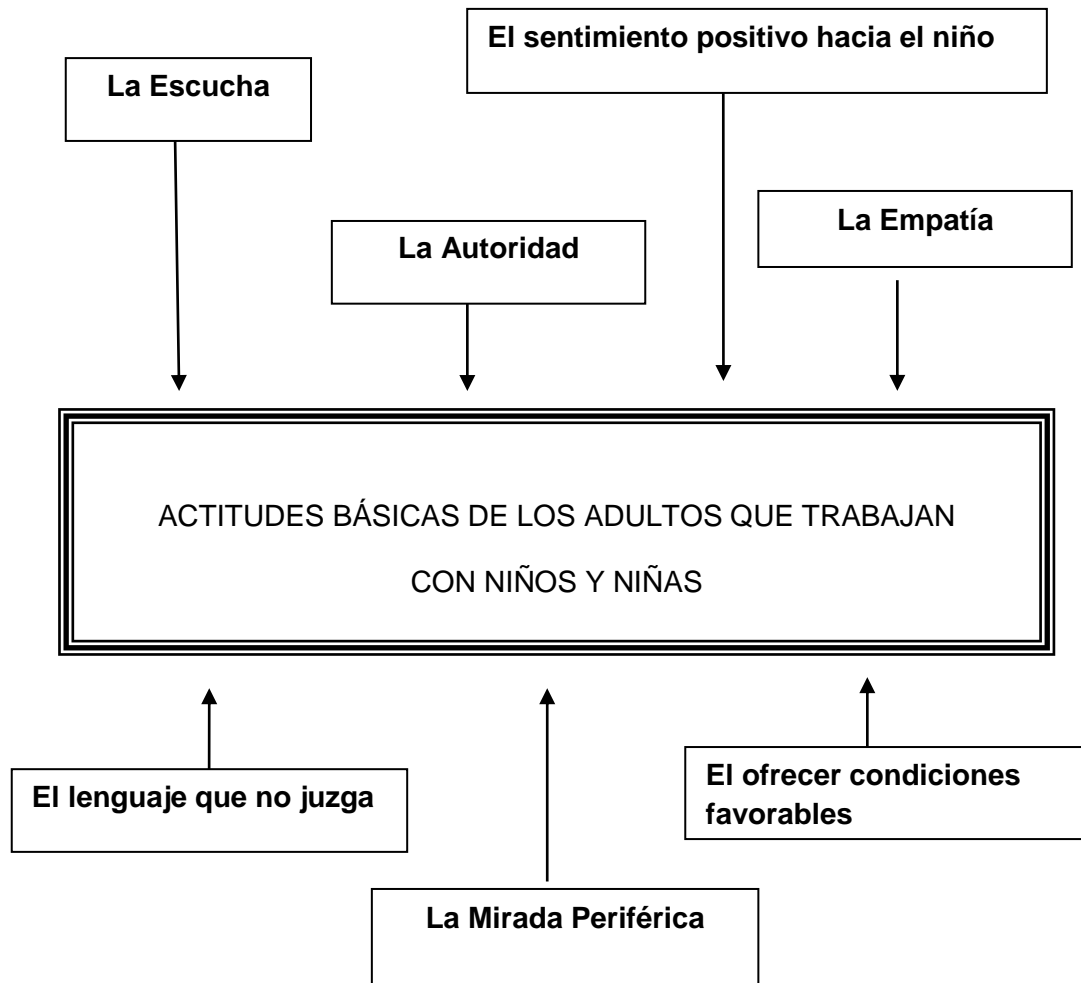 El sentimiento positivo hacia el niño
La Escucha
La Empatía
La Autoridad
ACTITUDES BÁSICAS DE LOS ADULTOS QUE TRABAJAN
CON NIÑOS Y NIÑAS
El lenguaje que no juzga
El ofrecer condiciones
favorables
La Mirada Periférica